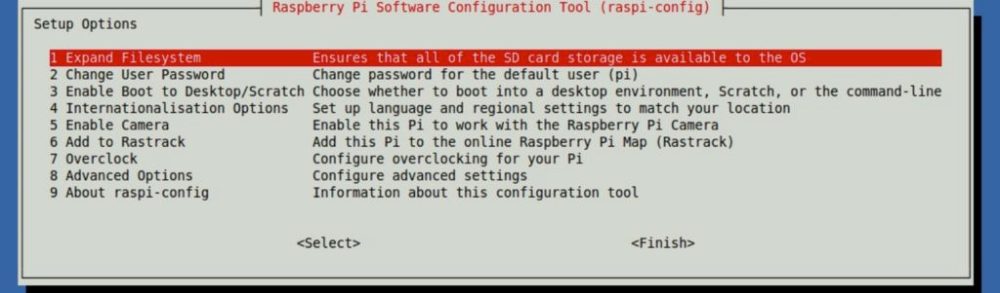 Raspberry Pi Software Configuration Tool (raspi-config)
Setup Options
1 Expand Filesystem Ensures that all of the SD card storage is available to the OS
2 Change User Password Change password for the default user (pi)
3 Enable Boot to Desktop/Scratch Choose whether to boot into a desktop environment, Scratch, or the command-line
4 Internationalisation Options Set up language and regional settings to match your location
5 Enable Camera Enable this Pi to work with the Raspberry Pi Camera
6 Add to Rastrack Add this Pi to the online Raspberry Pi Map (Rastrack)
7 Overclock Configure overclocking for your Pi
8 Advanced Options Configure advanced settings
9 About raspi-config Information about this configuration tool
<Select> <Finish>